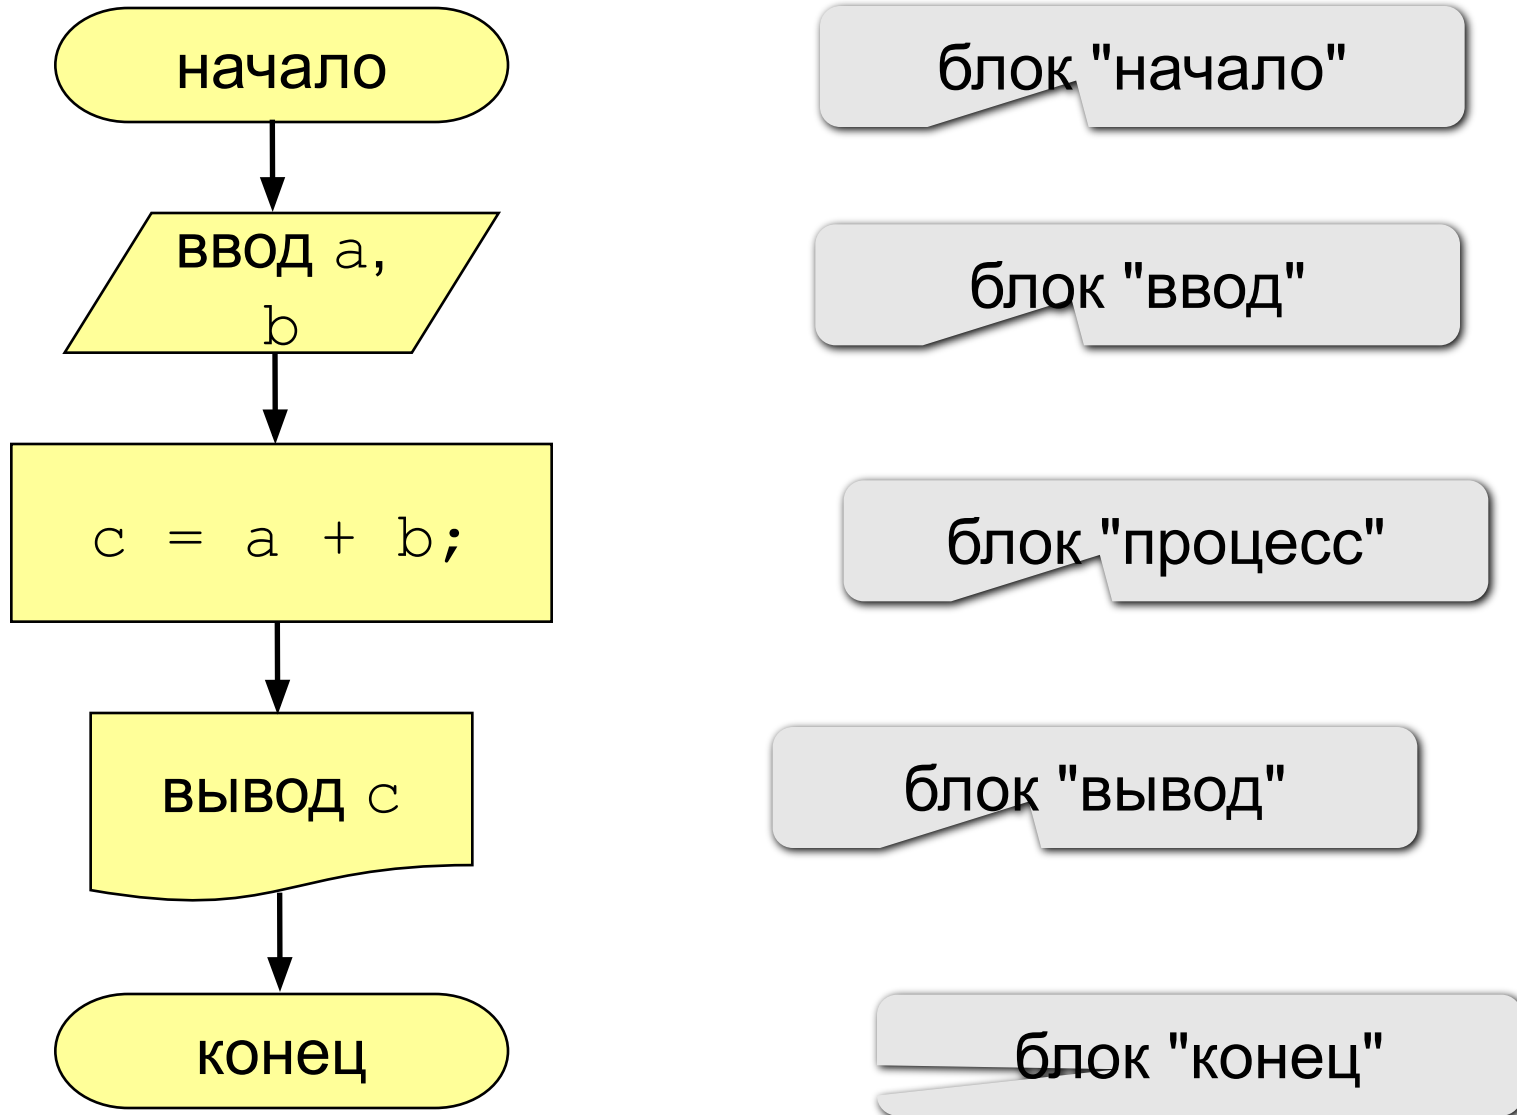 начало
блок "начало"
ввод a,
b
блок "ввод"
c = a + b;
блок "процесс"
вывод c
блок "вывод"
конец
блок "конец"